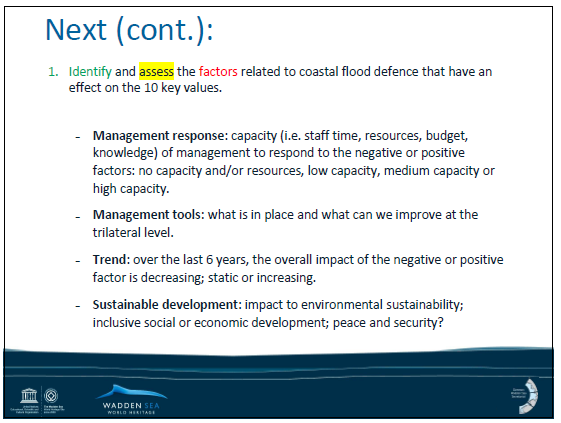 Next (cont.):
1. Identify and assess the factors related to coastal flood defence that have an
effect on the 10 key values.
- Management response: capacity (i.e. staff time, resources, budget,
knowledge) of management to respond to the negative or positive
factors: no capacity and/or resources, low capacity, medium capacity or
high capacity.
- Management tools: what is in place and what can we improve at the
trilateral level.
- Trend: over the last 6 years, the overall impact of the negative or positive
factor is decreasing; static or increasing.
- Sustainable development: impact to environmental sustainability;
inclusive social or economic development; peace and security?
WADDEN SEA
WORLD HERITAGE